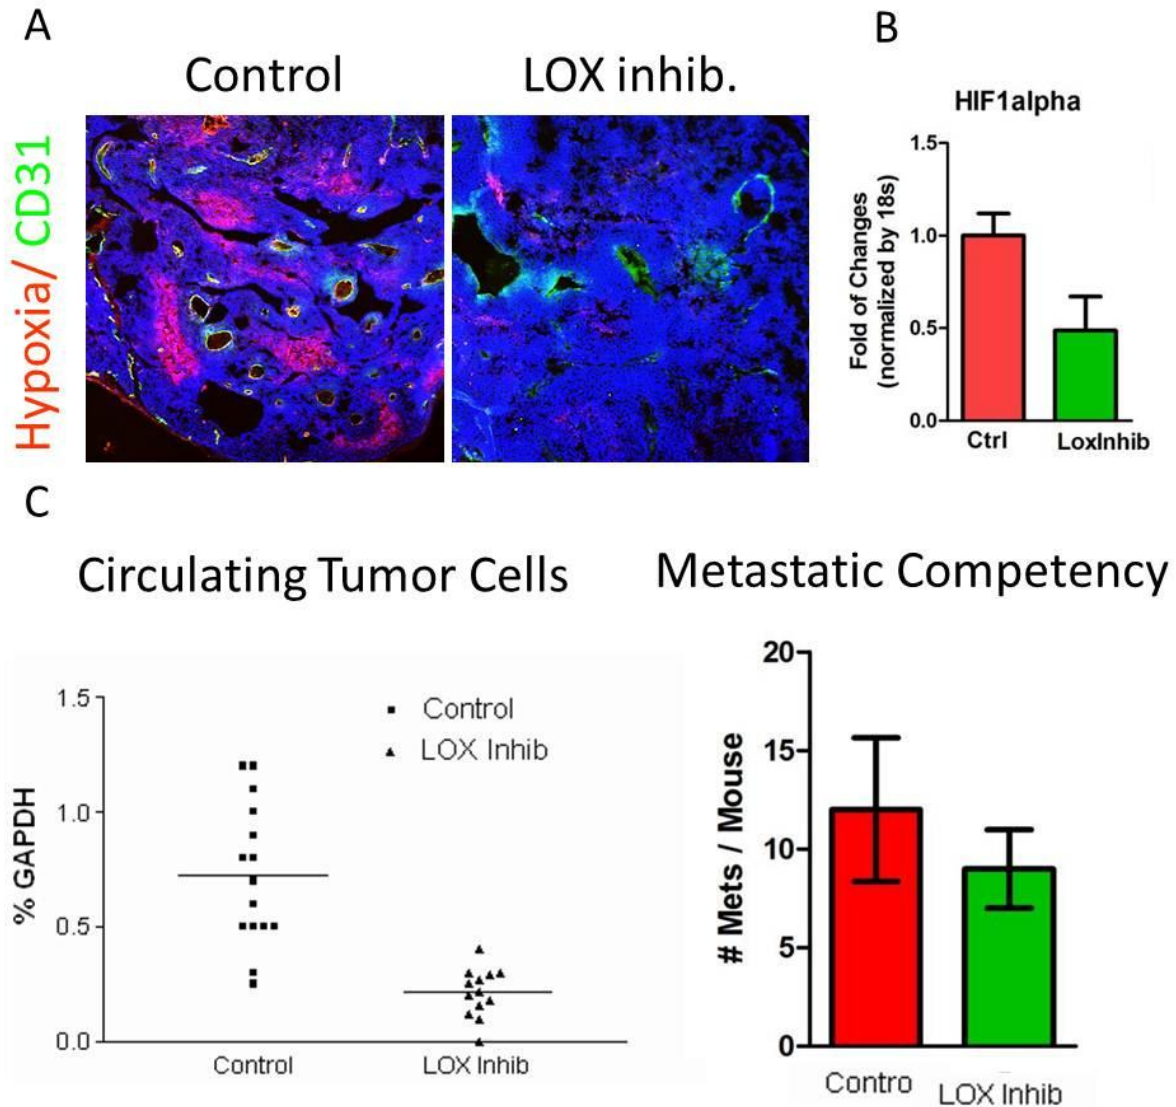 A
B
Control
LOX inhib.
Hypoxia/ CD31
HIF1alpha
Fold of Changes
(normalized by 18s)
1.5
1.0
0.5
0.0
Ctrl
LoxInhib
C
Circulating Tumor Cells
Metastatic Competency
% GAPDH
1.5
1.0
0.5
0.0
Control
LOX Inhib
Control
LOX Inhib
# Mets / Mouse
20
15
10
5
0
Contro
LOX Inhib